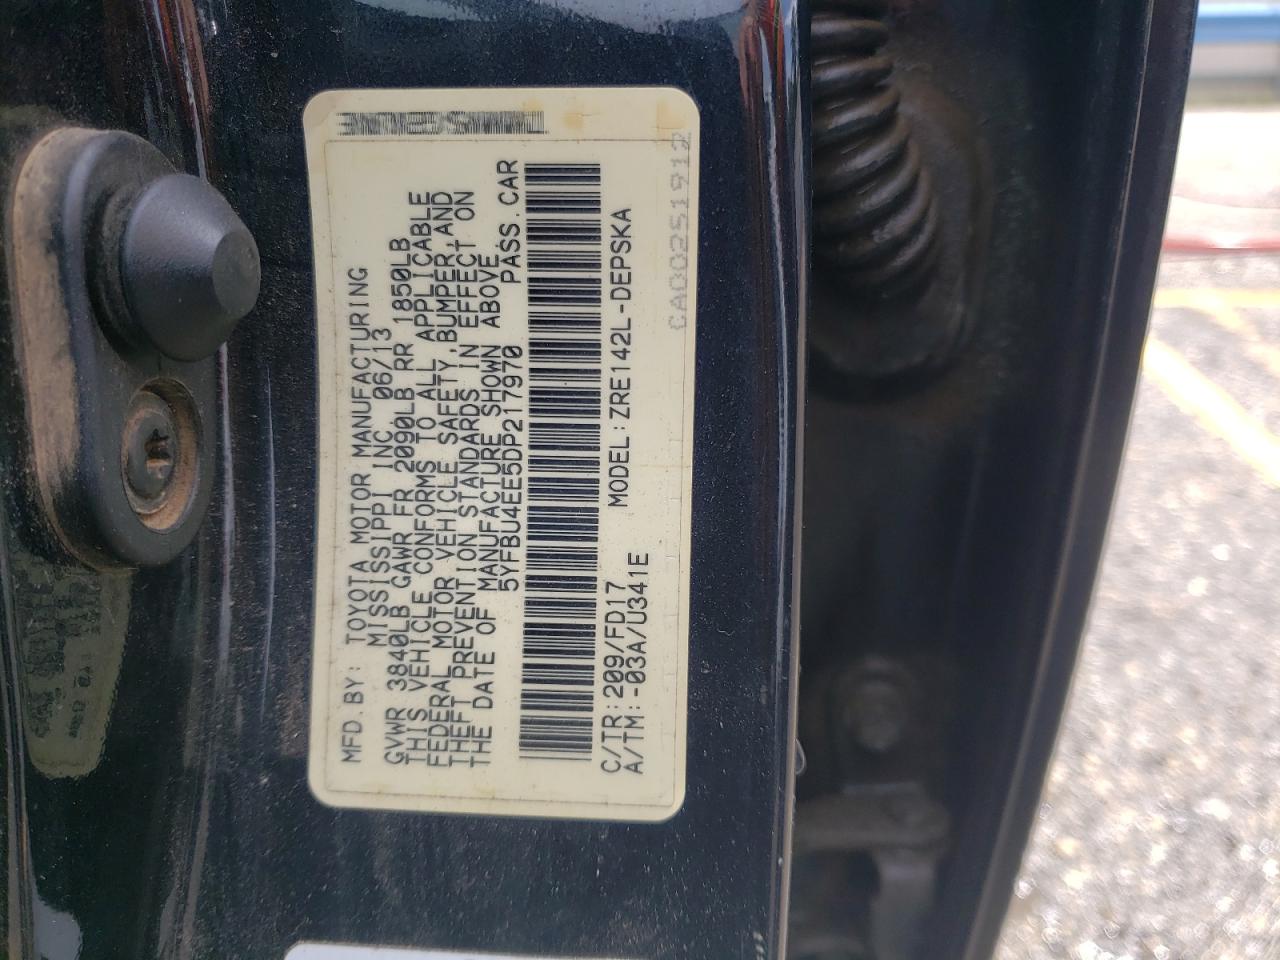 MFD.BY: TOYOTA MOTOR MANUFACTURING
MISSISSIPPI INC 06/13
GVWR 3840LB GAWR FR 2090LB RR 1850LB
THIS VEHICLE CONFORMS TO ALL APPLICABLE
FEDERAL MOTOR VEHICLE SAFETY,BUMPER,AND
THEFT PREVENTION STANDARDS IN EFFECT ON
THE DATE OF MANUFACTURE SHOWN ABOVE
5YFBU4EE5DP217970 PASS.CAR
C/TR:209/FD17 MODEL:ZRE142L-DEPSKA
A/TM:-03A/U341E
CA00251912